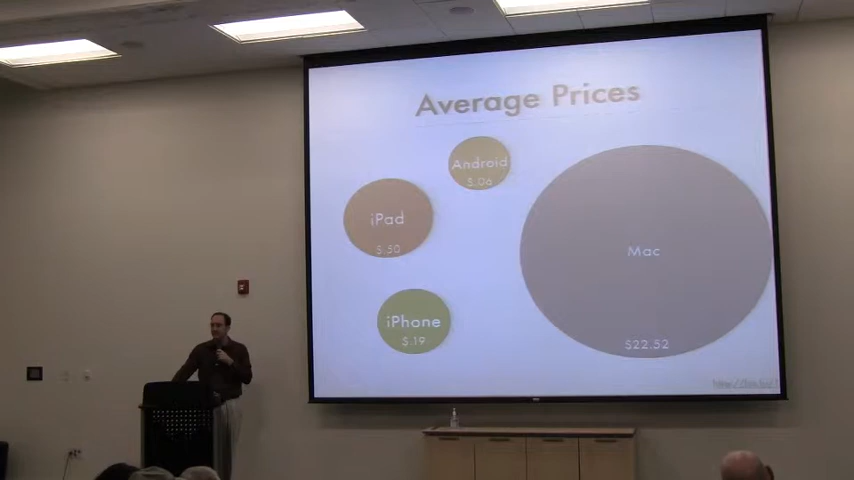 Average Prices
Android
$.06
iPad
$.50
iPhone
$.19
Mac
$22.52